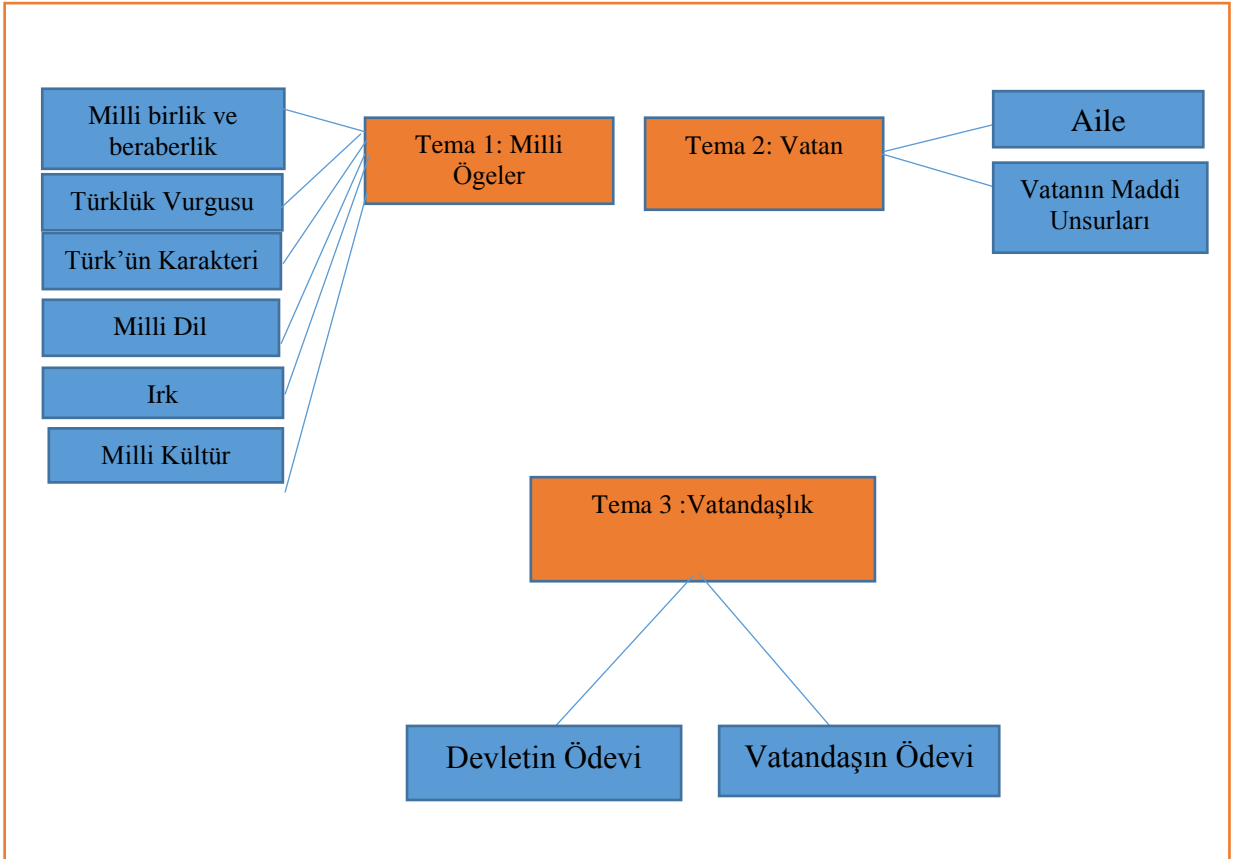 Milli birlik ve
beraberlik
Türklük Vurgusu
Türk’ün Karakteri
Milli Dil
Irk
Milli Kültür
Tema 1: Milli
Ögeler
Tema 2: Vatan
Aile
Vatanın Maddi
Unsurları
Tema 3 :Vatandaşlık
Devletin Ödevi
Vatandaşın Ödevi